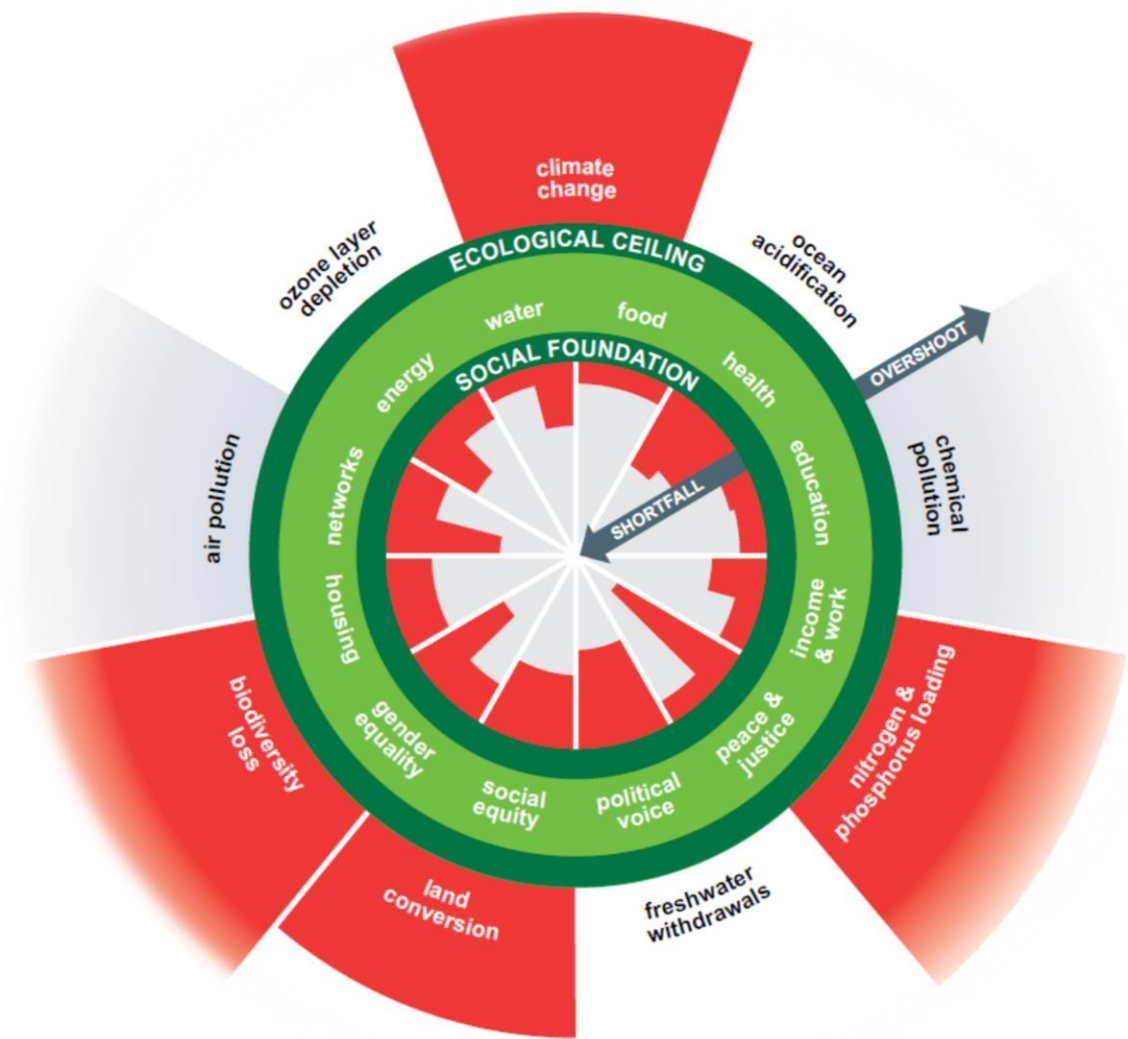 climate
change
ozone layer
depletion
ocean
acidification
ECOLOGICAL CEILING
OVERSHOOT
water
food
energy
health
SOCIAL FOUNDATION
networks
education
SHORTFALL
air pollution
chemical
pollution
housing
income
& work
biodiversity
loss
gender
equality
peace &
justice
nitrogen &
phosphorus loading
social
equity
political
voice
land
conversion
freshwater
withdrawals